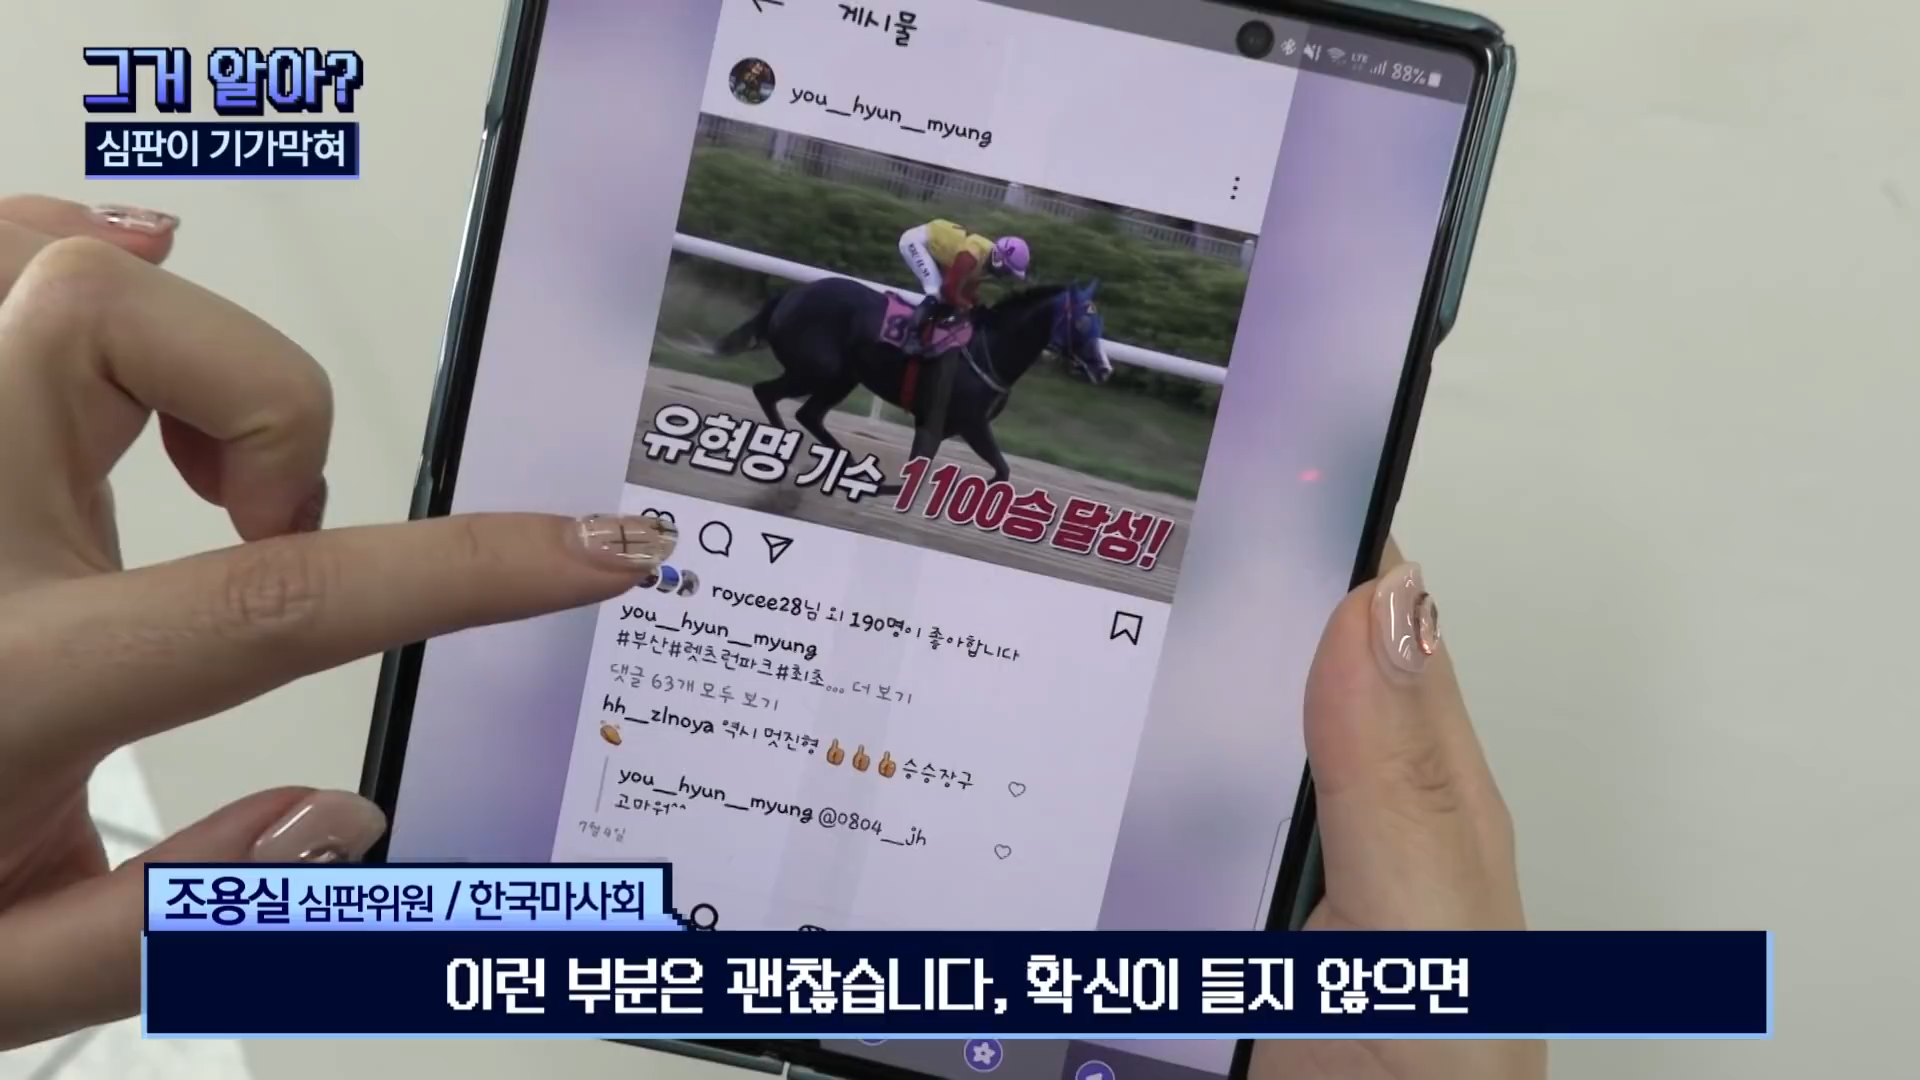 그거 알아?
심판이 기가막혀
게시물
LTE
88%
you__hyun__myung
8
유현명 기수 1100승 달성!
roycee28님 외 190명이 좋아합니다
you__hyun__myung
#부산#렛츠런파크#최초... 더 보기
댓글 63개 모두 보기
hh__zlnoya 역시 멋진형👍👍👍승승장구
👏
you__hyun__myung @0804__jh
고마워^^
7월 4일
조용실 심판위원 / 한국마사회
이런 부분은 괜찮습니다, 확신이 들지 않으면